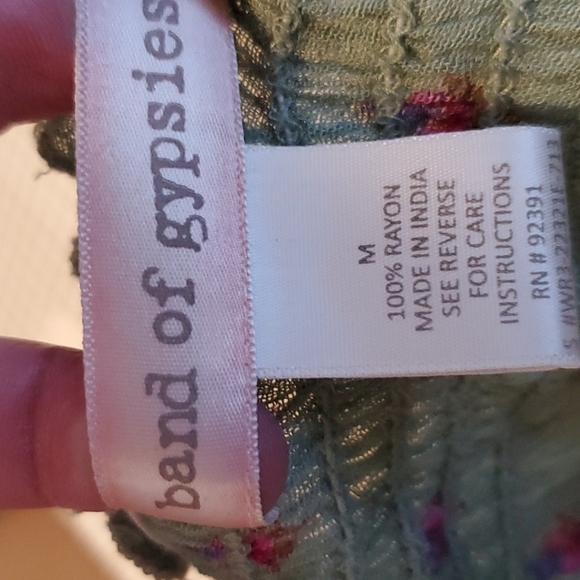 band of gypsies
M
100% RAYON
MADE IN INDIA
SEE REVERSE
FOR CARE
INSTRUCTIONS
RN # 92391